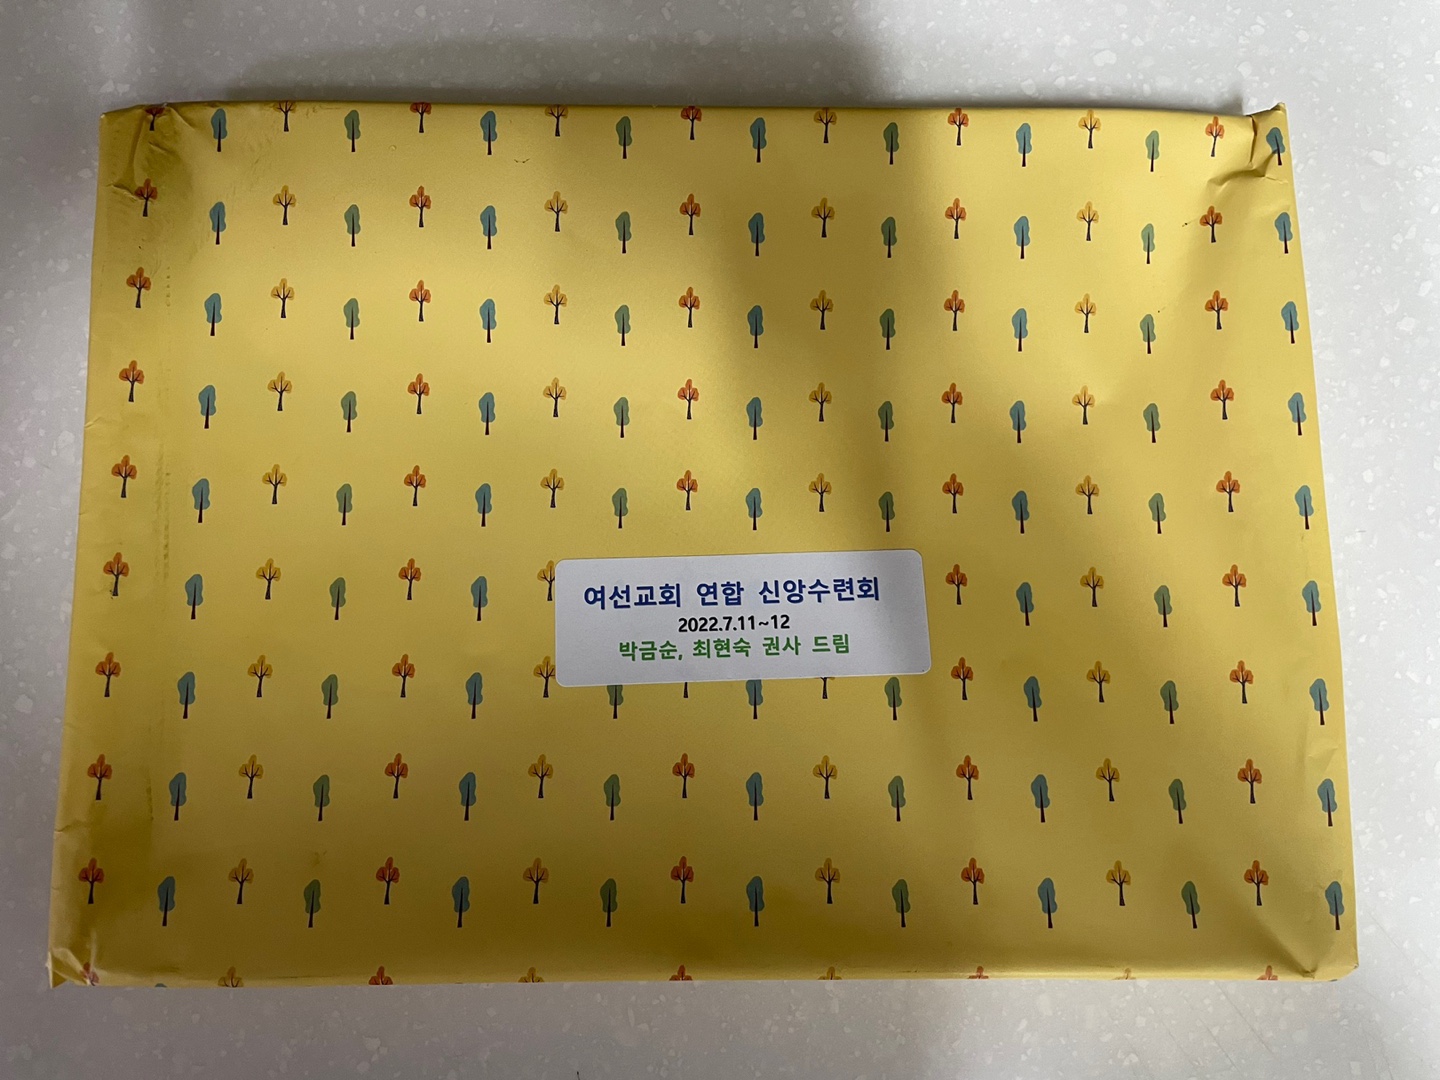 여선교회 연합 신앙수련회
2022.7.11~12
박금순, 최현숙 권사 드림